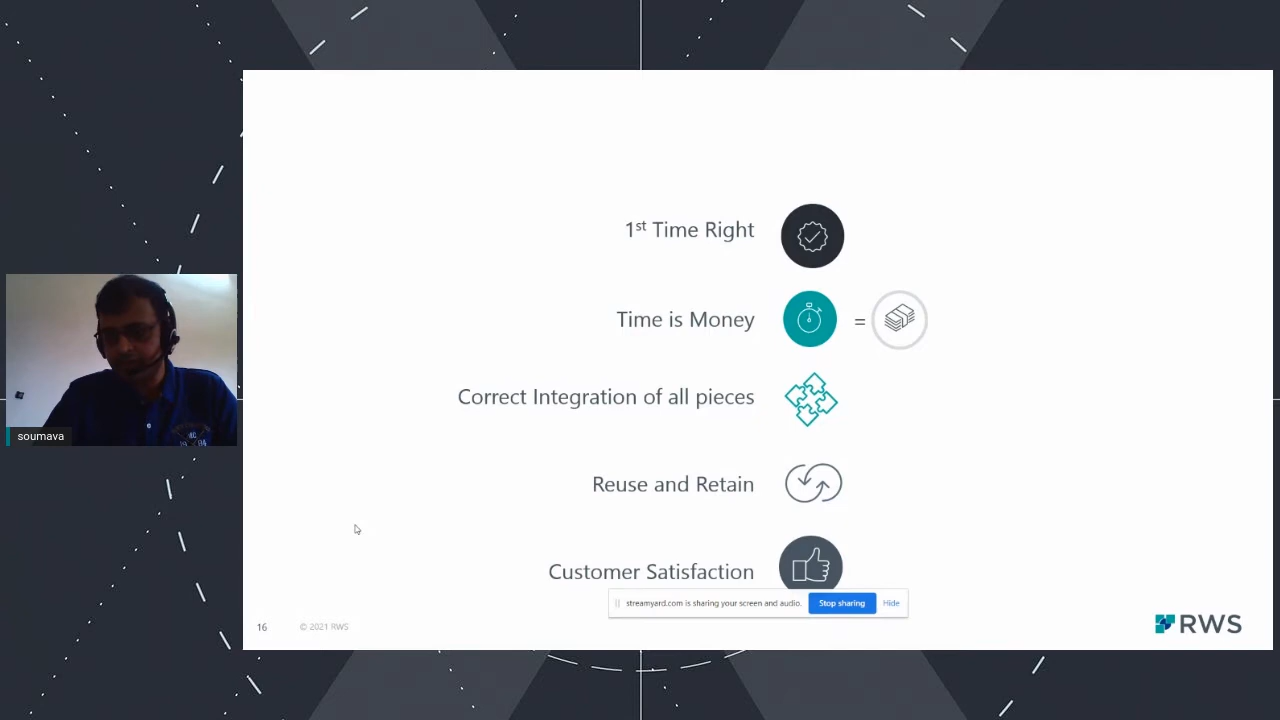 1st Time Right
Time is Money
=
Correct Integration of all pieces
Reuse and Retain
soumava
Customer Satisfaction
streamyard.com is sharing your screen and audio.
Stop sharing
Hide
16
© 2021 RWS
RWS